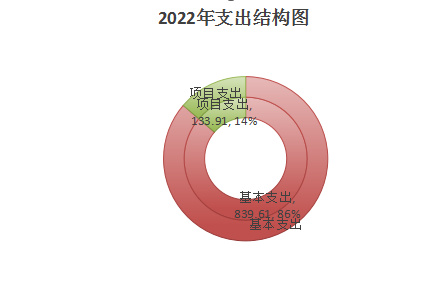 2022年支出结构图
项目支出
项目支出,
133.91, 14%
基本支出,
839.61, 86%
基本支出